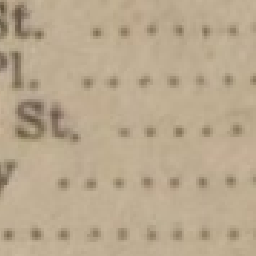 St. . . . . . .
Pl. . . . . . . .
St. . . . . .
y . . . . . . . .
. . . . . . . . . .